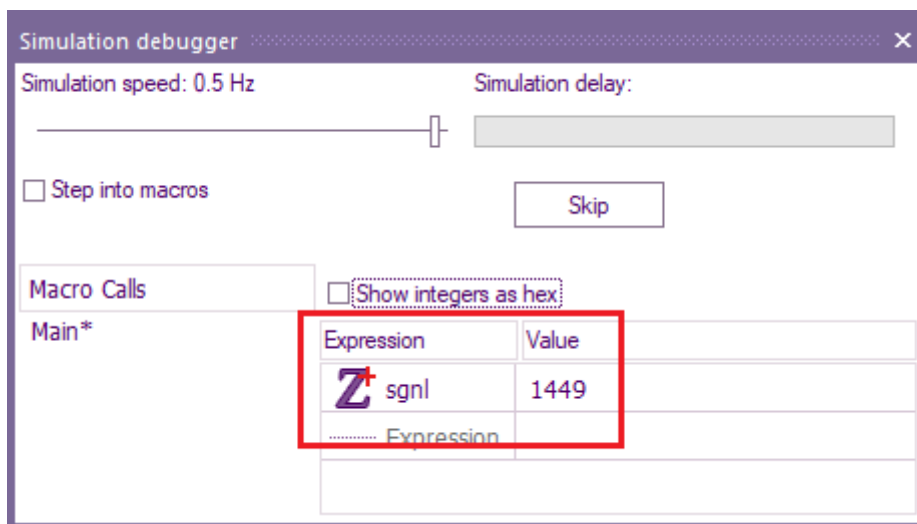 Simulation debugger
Simulation speed: 0.5 Hz
Simulation delay:
Step into macros
Skip
Macro Calls
Show integers as hex
Main*
Expression Value
Z+ sgnl 1449
Expression